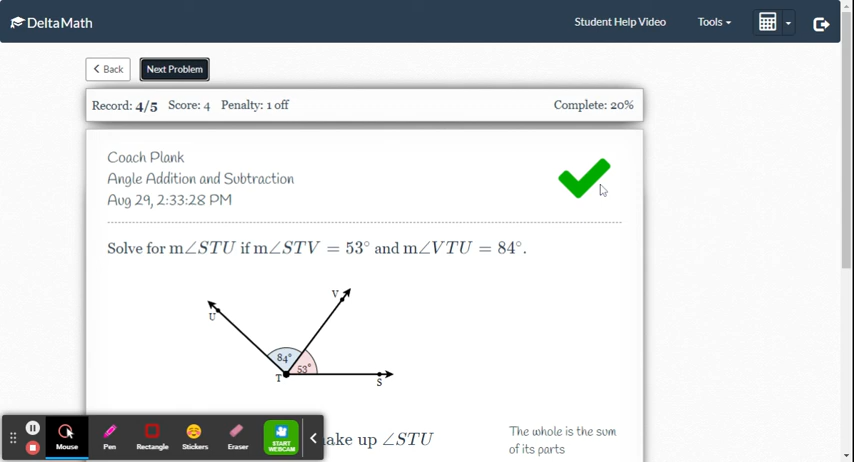 DeltaMath
Student Help Video
Tools
Back
Next Problem
Record: 4/5 Score: 4 Penalty: 1 off
Complete: 20%
Coach Plank
Angle Addition and Subtraction
Aug 29, 2:33:28 PM
Solve for m∠STU if m∠STV = 53° and m∠VTU = 84°.
V
U
84°
53°
T
S
ake up ∠STU
The whole is the sum
of its parts
Mouse
Pen
Rectangle
Stickers
Eraser
START
WEBCAM